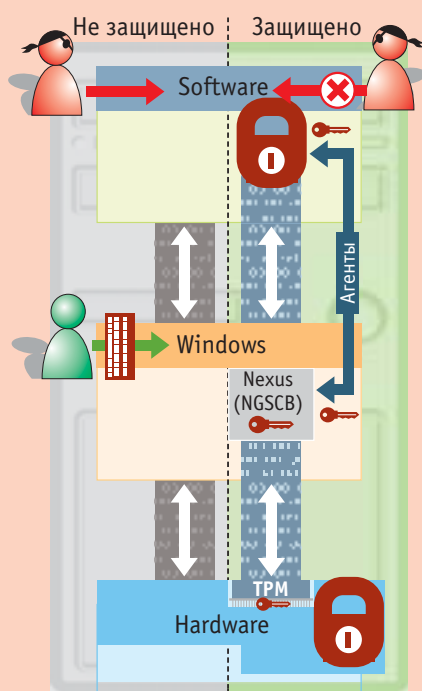 Не защищено
Защищено
Software
Агенты
Windows
Nexus
(NGSCB)
TPM
Hardware